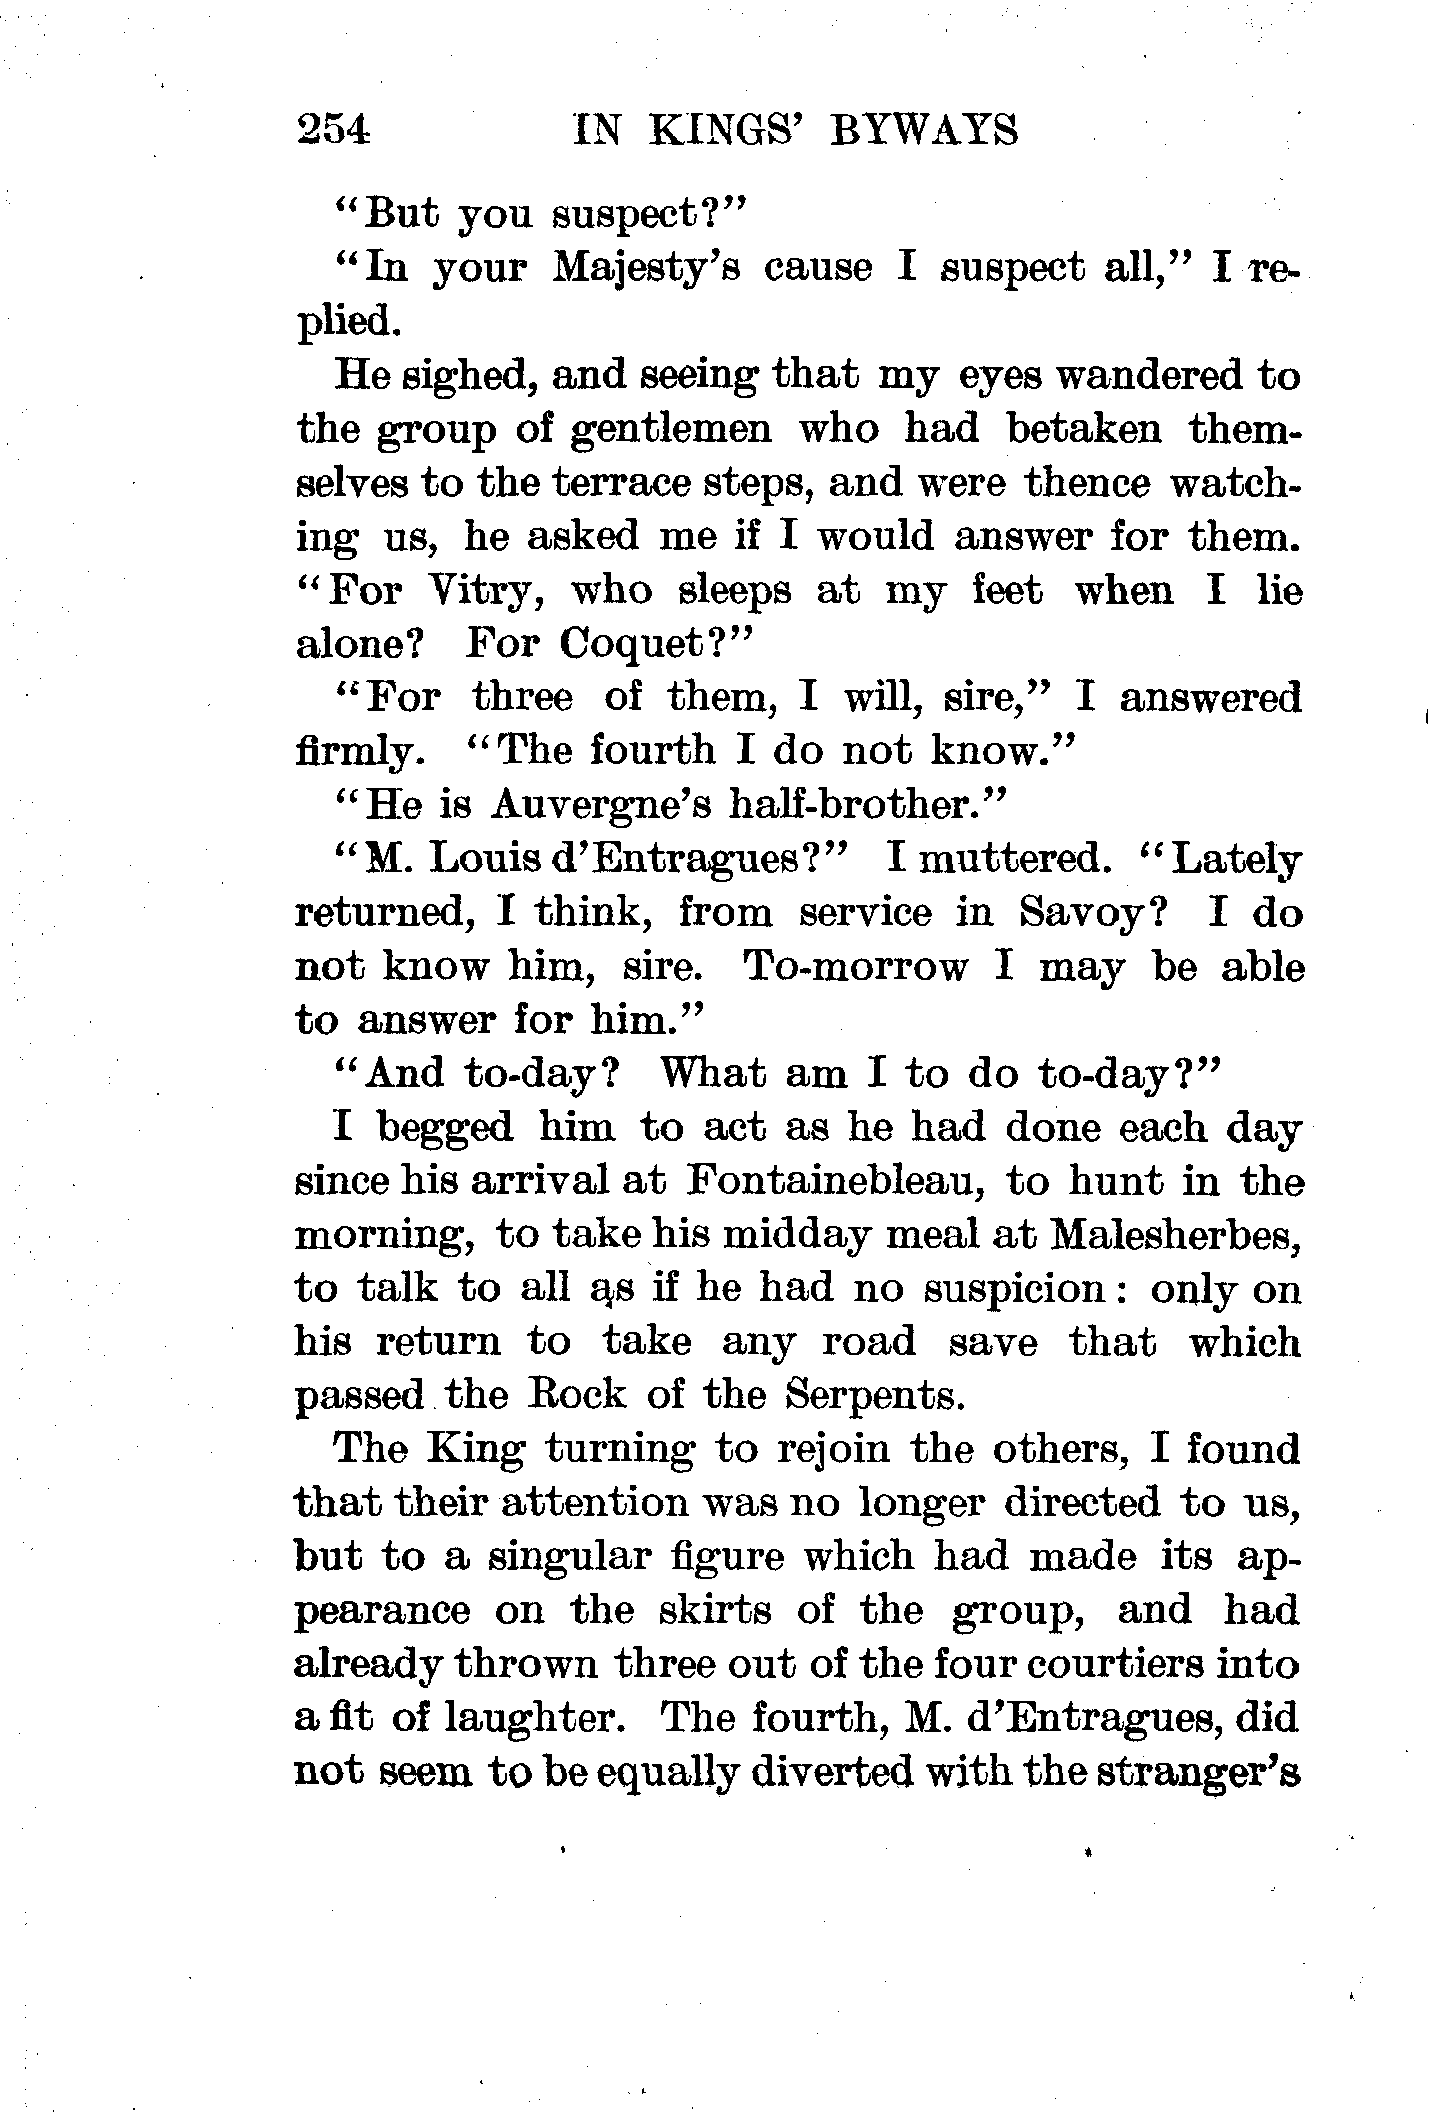 254 IN KINGS' BYWAYS
"But you suspect?"
"In your Majesty's cause I suspect all," I re-
plied.
He sighed, and seeing that my eyes wandered to
the group of gentlemen who had betaken them-
selves to the terrace steps, and were thence watch-
ing us, he asked me if I would answer for them.
"For Vitry, who sleeps at my feet when I lie
alone? For Coquet?"
"For three of them, I will, sire," I answered
firmly. "The fourth I do not know."
"He is Auvergne's half-brother."
"M. Louis d'Entragues?" I muttered. "Lately
returned, I think, from service in Savoy? I do
not know him, sire. To-morrow I may be able
to answer for him."
"And to-day? What am I to do to-day?"
I begged him to act as he had done each day
since his arrival at Fontainebleau, to hunt in the
morning, to take his midday meal at Malesherbes,
to talk to all as if he had no suspicion: only on
his return to take any road save that which
passed the Rock of the Serpents.
The King turning to rejoin the others, I found
that their attention was no longer directed to us,
but to a singular figure which had made its ap-
pearance on the skirts of the group, and had
already thrown three out of the four courtiers into
a fit of laughter. The fourth, M. d'Entragues, did
not seem to be equally diverted with the stranger's